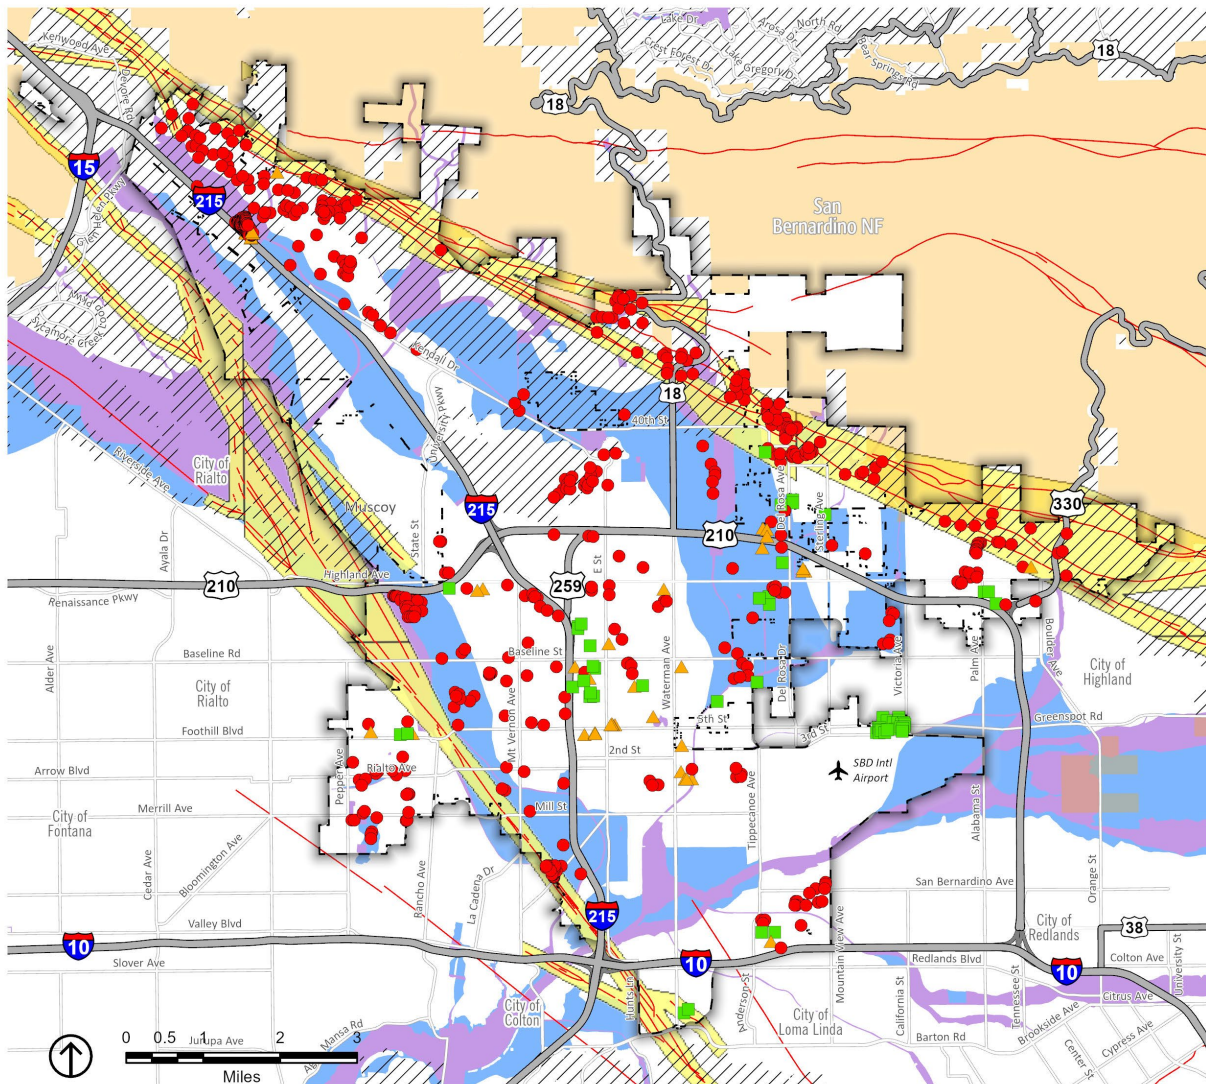 Lake Dr
Arosa Dr
North Rd
Kenwood Ave
Crest Forest Dr
Lake Gregory Dr
Bear Springs Rd
18
Devore Rd
18
15
215
Glen Helen Pkwy
San
Bernardino NF
Sycamore Creek Loop Pkwy
Kendall Dr
18
University Pkwy
40th St
Riverside Ave
City of
Rialto
Del Rosa Ave
Muscoy
215
330
Sterling Ave
State St
210
Ayala Dr
E St
Highland Ave
210
259
Renaissance Pkwy
Boulder Ave
Baseline St
Palm Ave
Baseline Rd
Alder Ave
Waterman Ave
Del Rosa Dr
Victoria Ave
City of
Highland
City of
Rialto
Mt Vernon Ave
5th St
Greenspot Rd
Foothill Blvd
3rd St
2nd St
Arrow Blvd
Pepper Ave
Rialto Ave
SBD Intl
Airport
Merrill Ave
Mill St
Tippecanoe Ave
Alabama St
City of
Fontana
Cedar Ave
Bloomington Ave
Rancho Ave
La Cadena Dr
San Bernardino Ave
Orange St
Valley Blvd
215
Mountain View Ave
City of
Redlands
38
10
Slover Ave
10
Redlands Blvd
10
Colton Ave
University St
Hunts Ln
Anderson St
California St
Tennessee St
Citrus Ave
City of
Colton
City of
Loma Linda
Brookside Ave
Cypress Ave
Center St
Barton Rd
Jurupa Ave
Agua Mansa Rd
0 0.5 1 2 3
Miles